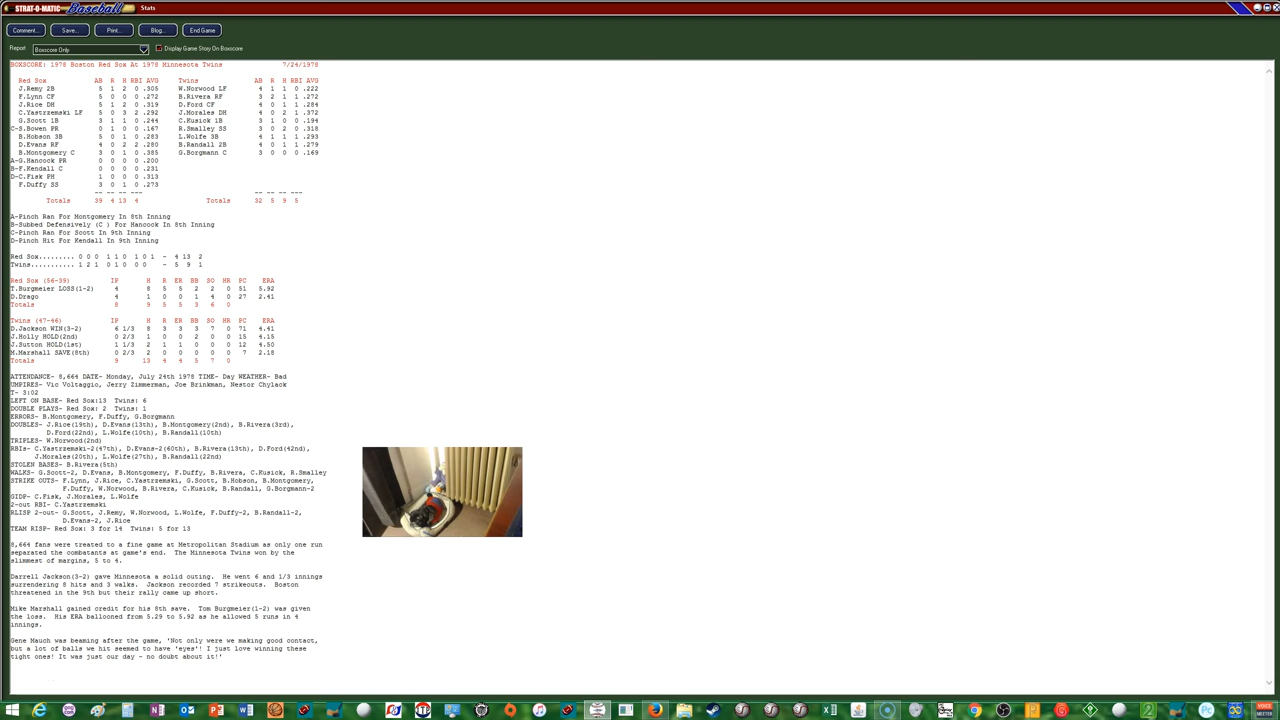 STRAT-O-MATIC Baseball Stats
Comment... Save... Print... Blog... End Game
Report Boxscore Only Display Game Story On Boxscore
BOXSCORE: 1978 Boston Red Sox At 1978 Minnesota Twins 7/24/1978
Red Sox AB R H RBI AVG Twins AB R H RBI AVG
J.Remy 2B 5 1 2 0 .305 W.Norwood LF 4 1 1 0 .222
F.Lynn CF 5 0 1 0 .272 B.Rivera RF 3 2 1 1 .272
J.Rice DH 5 1 2 0 .319 D.Ford CF 4 0 1 1 .284
C.Yastrzemski LF 5 0 3 2 .292 J.Morales DH 4 0 2 1 .372
G.Scott 1B 3 1 1 0 .244 C.Kusick 1B 3 1 0 0 .194
C-S.Bowen PR 0 1 0 0 .167 R.Smalley SS 3 0 2 0 .318
B.Hobson 3B 5 0 1 0 .283 L.Wolfe 3B 4 1 1 1 .293
D.Evans RF 4 0 2 2 .280 B.Randall 2B 4 0 1 1 .279
B.Montgomery C 3 0 1 0 .385 G.Borgmann C 3 0 0 0 .169
A-G.Hancock PR 0 0 0 0 .200
B-F.Kendall C 0 0 0 0 .231
D-C.Fisk PH 1 0 0 0 .313
F.Duffy SS 3 0 1 0 .273
-- -- -- --- -- -- -- ---
Totals 39 4 13 4 Totals 32 5 9 5
A-Pinch Ran For Montgomery In 8th Inning
B-Subbed Defensively (C ) For Hancock In 8th Inning
C-Pinch Ran For Scott In 9th Inning
D-Pinch Hit For Kendall In 9th Inning
Red Sox......... 0 0 0 1 1 0 1 0 1 - 4 13 2
Twins........... 1 2 1 0 1 0 0 0 - 5 9 1
Red Sox (56-39) IP H R ER BB SO HR PC ERA
T.Burgmeier LOSS(1-2) 4 8 5 5 2 2 0 51 5.92
D.Drago 4 1 0 0 1 4 0 27 2.41
Totals 8 9 5 5 3 6 0
Twins (47-46) IP H R ER BB SO HR PC ERA
D.Jackson WIN(3-2) 6 1/3 8 3 3 3 7 0 71 4.41
J.Holly HOLD(2nd) 0 2/3 1 0 0 2 0 0 15 4.15
J.Sutton HOLD(1st) 1 1/3 2 1 1 0 0 0 12 4.50
M.Marshall SAVE(8th) 0 2/3 2 0 0 0 0 0 7 2.18
Totals 9 13 4 4 5 7 0
ATTENDANCE- 8,664 DATE- Monday, July 24th 1978 TIME- Day WEATHER- Bad
UMPIRES- Vic Voltaggio, Jerry Zimmerman, Joe Brinkman, Nestor Chylack
T- 3:02
LEFT ON BASE- Red Sox:13 Twins: 6
DOUBLE PLAYS- Red Sox: 2 Twins: 1
ERRORS- B.Montgomery, F.Duffy, G.Borgmann
DOUBLES- J.Rice(19th), D.Evans(13th), B.Montgomery(2nd), B.Rivera(3rd),
D.Ford(22nd), L.Wolfe(10th), B.Randall(10th)
TRIPLES- W.Norwood(2nd)
RBIs- C.Yastrzemski-2(47th), D.Evans-2(60th), B.Rivera(13th), D.Ford(42nd),
J.Morales(20th), L.Wolfe(27th), B.Randall(22nd)
STOLEN BASES- B.Rivera(5th)
WALKS- G.Scott-2, D.Evans, B.Montgomery, F.Duffy, B.Rivera, C.Kusick, R.Smalley
STRIKE OUTS- F.Lynn, J.Rice, C.Yastrzemski, G.Scott, B.Hobson, B.Montgomery,
F.Duffy, W.Norwood, B.Rivera, C.Kusick, B.Randall, G.Borgmann-2
GIDP- C.Fisk, J.Morales, L.Wolfe
2-out RBI- C.Yastrzemski
RLISP 2-out- G.Scott, J.Remy, W.Norwood, L.Wolfe, F.Duffy-2, B.Randall-2,
D.Evans-2, J.Rice
TEAM RISP- Red Sox: 3 for 14 Twins: 5 for 13
8,664 fans were treated to a fine game at Metropolitan Stadium as only one run
separated the combatants at game's end. The Minnesota Twins won by the
slimmest of margins, 5 to 4.
Darrell Jackson(3-2) gave Minnesota a solid outing. He went 6 and 1/3 innings
surrendering 8 hits and 3 walks. Jackson recorded 7 strikeouts. Boston
threatened in the 9th but their rally came up short.
Mike Marshall gained credit for his 8th save. Tom Burgmeier(1-2) was given
the loss. His ERA ballooned from 5.29 to 5.92 as he allowed 5 runs in 4
innings.
Gene Mauch was beaming after the game, 'Not only were we making good contact,
but a lot of balls we hit seemed to have 'eyes'! I just love winning these
tight ones! It was just our day - no doubt about it!'